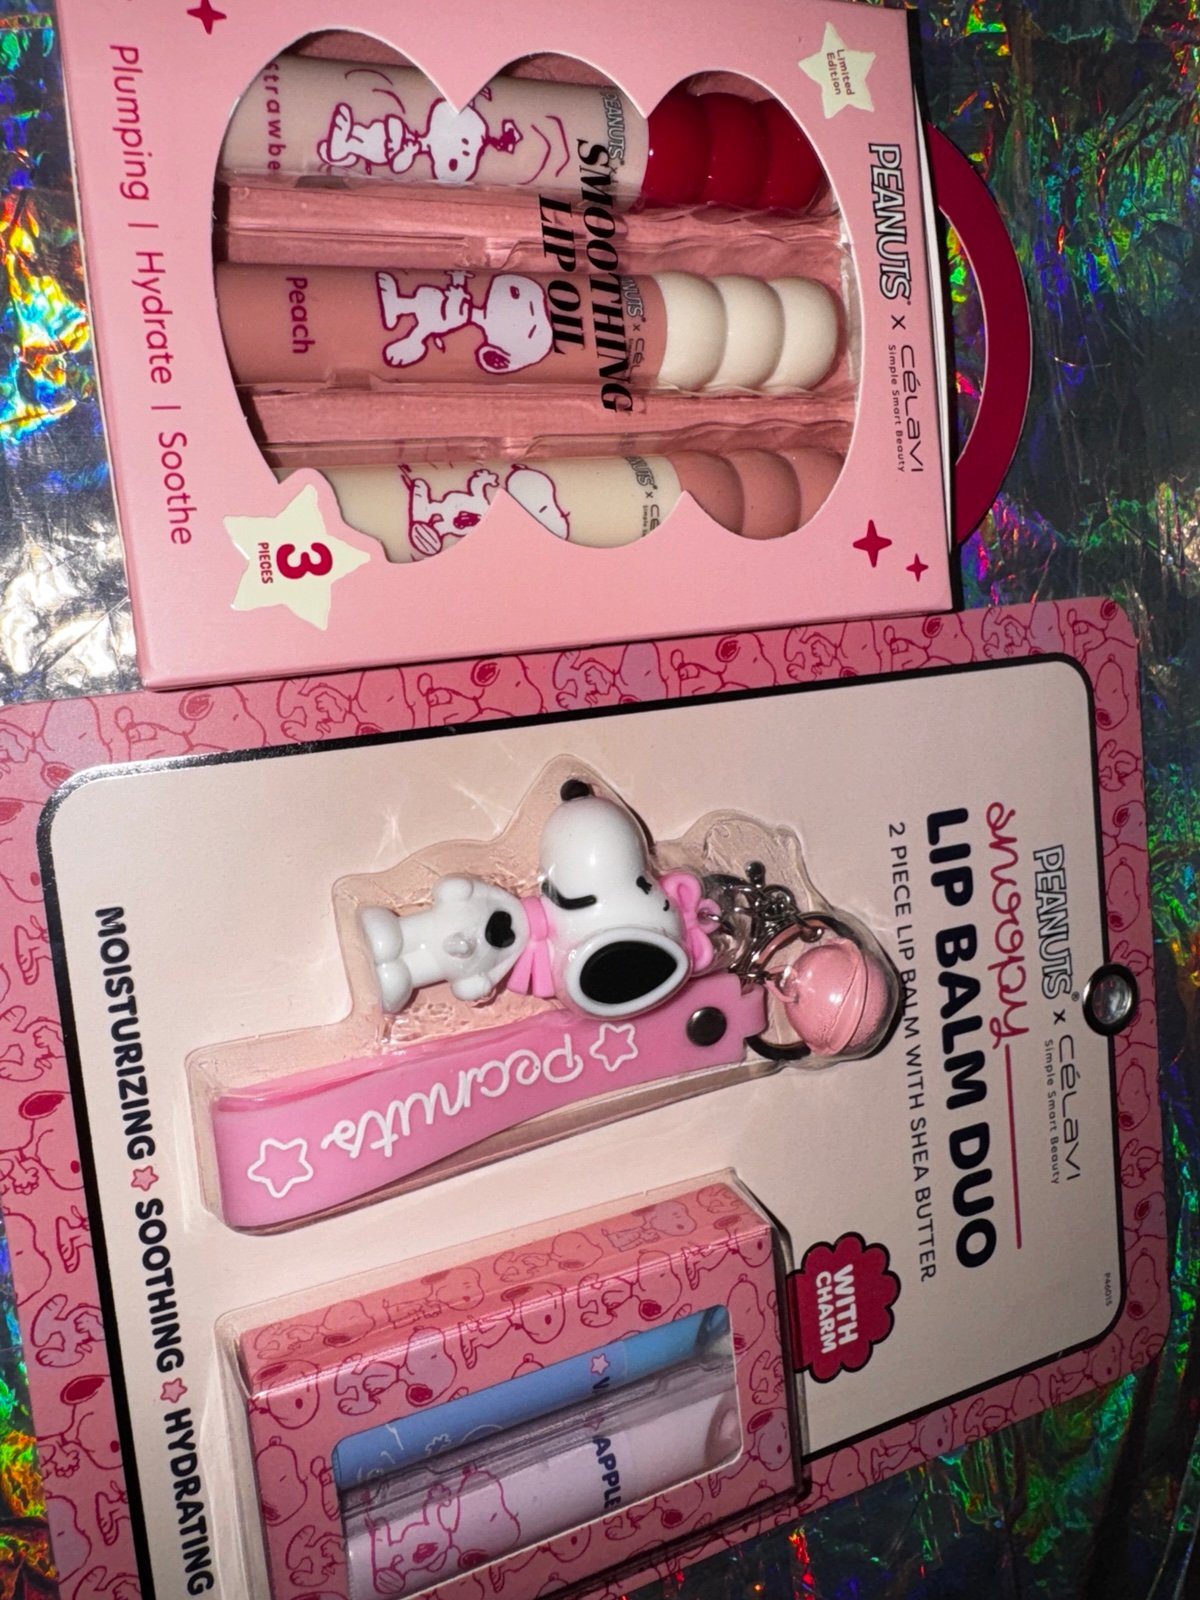 Limited
Edition
PEANUTS® x CÉLAVI
Simple Smart Beauty
SMOOTHING
LIP OIL
PEANUTS
Peach
Plumping | Hydrate | Soothe
3
PIECES
PEANUTS® x CÉLAVI
Simple Smart Beauty
snoopy
LIP BALM DUO
2 PIECE LIP BALM WITH SHEA BUTTER
P46015
WITH
CHARM
Peanuts
APPLE
MOISTURIZING SOOTHING HYDRATING